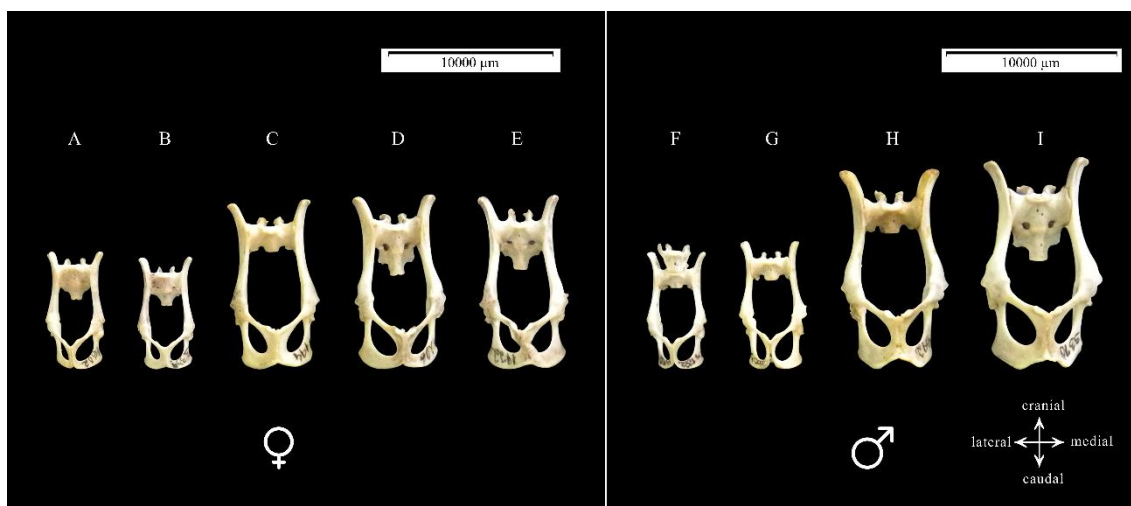 10000 µm
10000 µm
A B C D E
F G H I
cranial
lateral medial
caudal